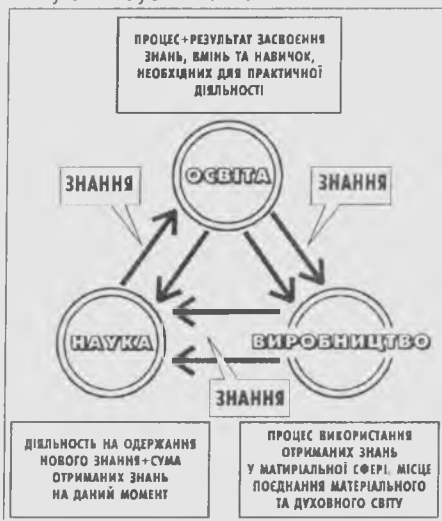 ПРОЦЕС+РЕЗУЛЬТАТ ЗАСВОЄННЯ
ЗНАНЬ, ВМІНЬ ТА НАВИЧОК,
НЕОБХІДНИХ ДЛЯ ПРАКТИЧНОЇ
ДІЯЛЬНОСТІ
ОСВІТА
ЗНАННЯ
ЗНАННЯ
НАУКА
ВИРОБНИЦТВО
ЗНАННЯ
ДІЯЛЬНОСТЬ НА ОДЕРЖАННЯ
НОВОГО ЗНАННЯ+СУМА
ОТРИМАНИХ ЗНАНЬ
НА ДАНИЙ МОМЕНТ
ПРОЦЕС ВИКОРИСТАННЯ
ОТРИМАНИХ ЗНАНЬ
У МАТИРІАЛЬНОЇ СФЕРІ. МІСЦЕ
ПОЄДНАННЯ МАТЕРІАЛЬНОГО
ТА ДУХОВНОГО СВІТУ